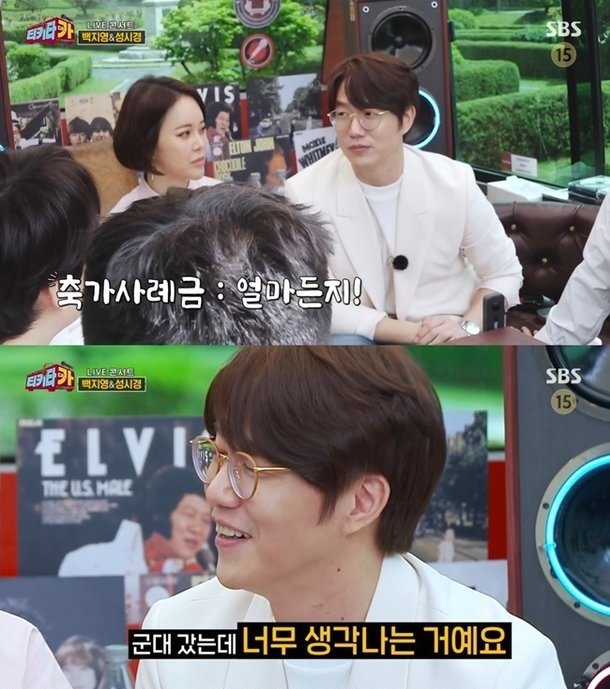 티키타카
LIVE 콘서트
백지영&성시경
SBS
15
ELVIS
ELTON JOHN
CROCODILE ROCK
WHITNEY
축가사례금 : 얼마든지!
티키타카
LIVE 콘서트
백지영&성시경
SBS
15
ELVIS
THE U.S. MALE
군대 갔는데 너무 생각나는 거예요